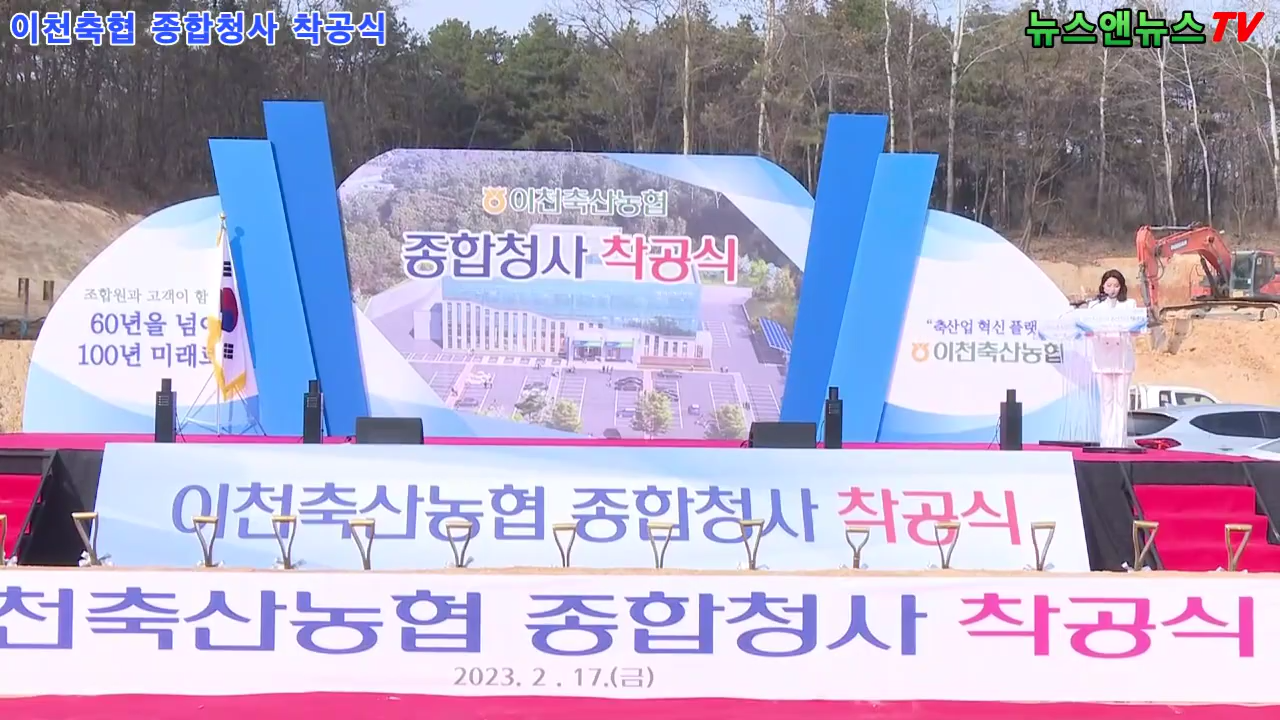 이천축협 종합청사 착공식
뉴스앤뉴스TV
이천축산농협
종합청사 착공식
조합원과 고객이 함
60년을 넘어
100년 미래로
"축산업 혁신 플랫
이천축산농협
이천축산농협 종합청사 착공식
천축산농협 종합청사 착공식
2023. 2. 17.(금)